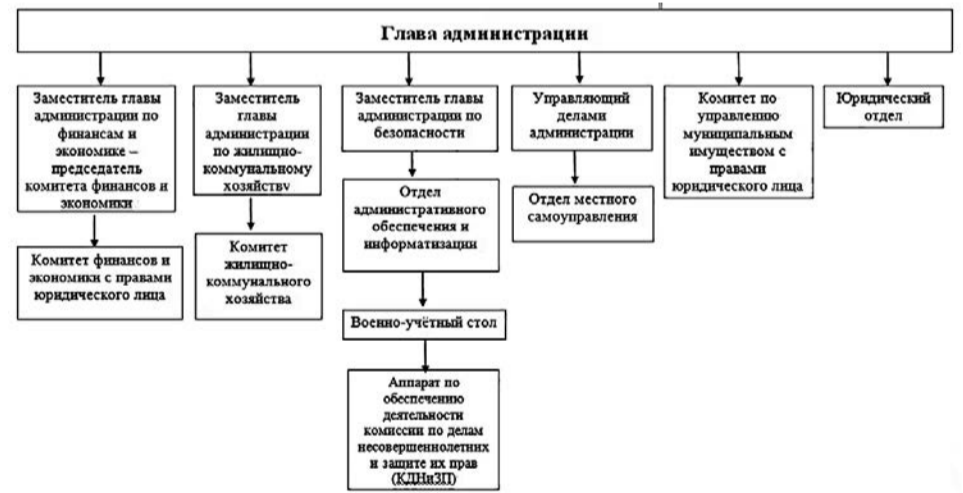 Глава администрации
Заместитель главы
администрации по
финансам и
экономике –
председатель
комитета финансов и
экономики
Заместитель
главы
администрации
по жилищно-
коммунальному
хозяйству
Заместитель главы
администрации по
безопасности
Управляющий
делами
администрации
Комитет по
управлению
муниципальным
имуществом с
правами
юридического лица
Юридический
отдел
Комитет финансов и
экономики с правами
юридического лица
Комитет
жилищно-
коммунального
хозяйства
Отдел
административного
обеспечения и
информатизации
Отдел местного
самоуправления
Военно-учётный стол
Аппарат по
обеспечению
деятельности
комиссии по делам
несовершеннолетних
и защите их прав
(КДНиЗП)